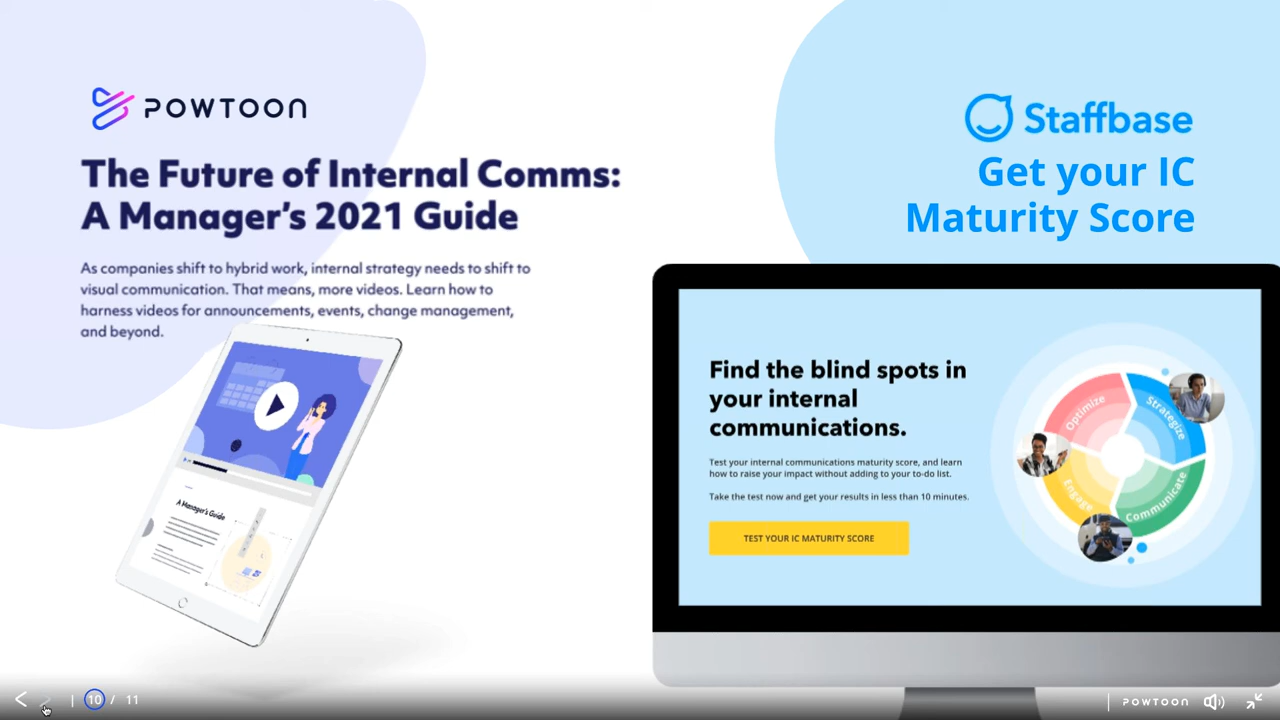 POWTOON
The Future of Internal Comms:
A Manager's 2021 Guide
As companies shift to hybrid work, internal strategy needs to shift to
visual communication. That means, more videos. Learn how to
harness videos for announcements, events, change management,
and beyond.
A Manager's Guide
Staffbase
Get your IC
Maturity Score
Find the blind spots in
your internal
communications.
Test your internal communications maturity score, and learn
how to raise your impact without adding to your to-do list.
Take the test now and get your results in less than 10 minutes.
TEST YOUR IC MATURITY SCORE
Optimize
Strategize
Engage
Communicate
10 / 11
POWTOON